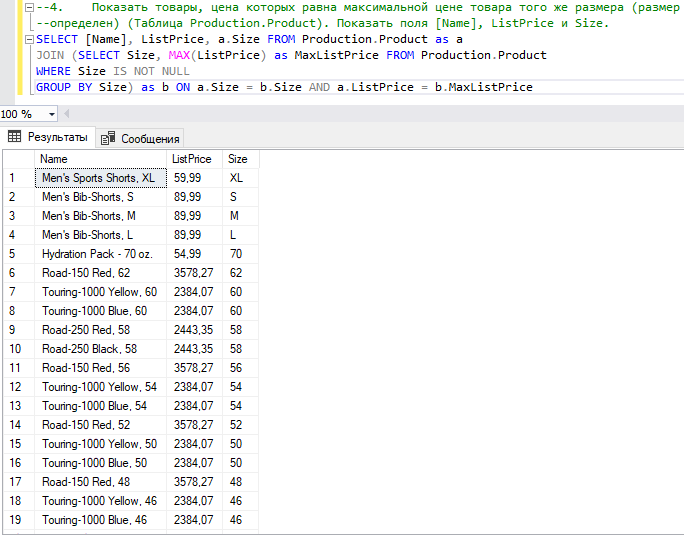 --4. Показать товары, цена которых равна максимальной цене товара того же размера (размер
--определен) (Таблица Production.Product). Показать поля [Name], ListPrice и Size.
SELECT [Name], ListPrice, a.Size FROM Production.Product as a
JOIN (SELECT Size, MAX(ListPrice) as MaxListPrice FROM Production.Product
WHERE Size IS NOT NULL
GROUP BY Size) as b ON a.Size = b.Size AND a.ListPrice = b.MaxListPrice
100 %
Результаты Сообщения
Name ListPrice Size
1 Men's Sports Shorts, XL 59,99 XL
2 Men's Bib-Shorts, S 89,99 S
3 Men's Bib-Shorts, M 89,99 M
4 Men's Bib-Shorts, L 89,99 L
5 Hydration Pack - 70 oz. 54,99 70
6 Road-150 Red, 62 3578,27 62
7 Touring-1000 Yellow, 60 2384,07 60
8 Touring-1000 Blue, 60 2384,07 60
9 Road-250 Red, 58 2443,35 58
10 Road-250 Black, 58 2443,35 58
11 Road-150 Red, 56 3578,27 56
12 Touring-1000 Yellow, 54 2384,07 54
13 Touring-1000 Blue, 54 2384,07 54
14 Road-150 Red, 52 3578,27 52
15 Touring-1000 Yellow, 50 2384,07 50
16 Touring-1000 Blue, 50 2384,07 50
17 Road-150 Red, 48 3578,27 48
18 Touring-1000 Yellow, 46 2384,07 46
19 Touring-1000 Blue, 46 2384,07 46